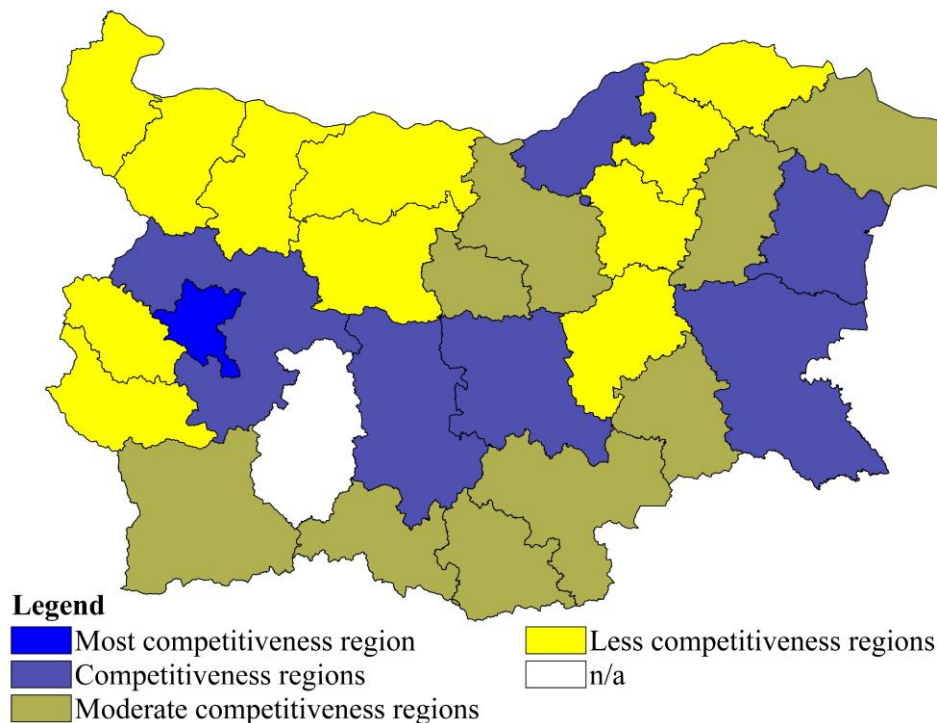 Legend
Most competitiveness region
Competitiveness regions
Moderate competitiveness regions
Less competitiveness regions
n/a